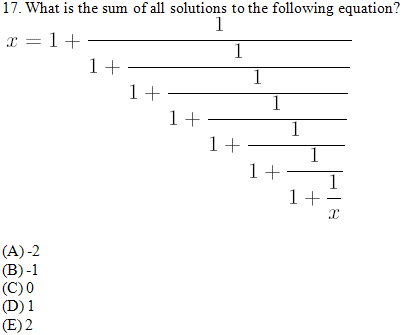 17. What is the sum of all solutions to the following equation?
x = 1 + 1
1 + 1
1 + 1
1 + 1
1 + 1
1 + 1
1 + 1
x
(A) -2
(B) -1
(C) 0
(D) 1
(E) 2